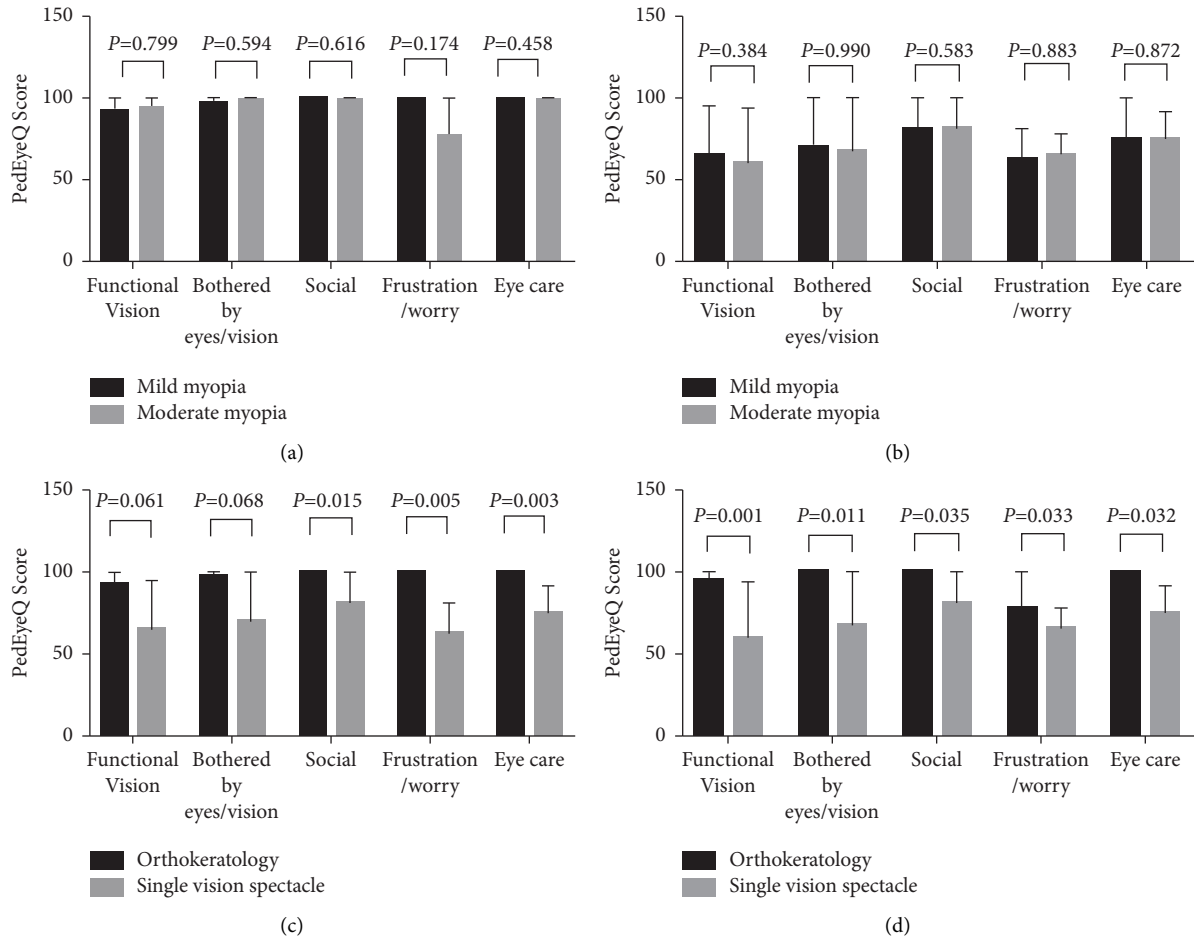 150
100
50
0
PedEyeQ Score
P=0.799
P=0.594
P=0.616
P=0.174
P=0.458
Functional
Vision
Bothered
by
eyes/vision
Social
Frustration
/worry
Eye care
Mild myopia
Moderate myopia
(a)
150
100
50
0
PedEyeQ Score
P=0.384
P=0.990
P=0.583
P=0.883
P=0.872
Functional
Vision
Bothered
by
eyes/vision
Social
Frustration
/worry
Eye care
Mild myopia
Moderate myopia
(b)
150
100
50
0
PedEyeQ Score
P=0.061
P=0.068
P=0.015
P=0.005
P=0.003
Functional
Vision
Bothered
by
eyes/vision
Social
Frustration
/worry
Eye care
Orthokeratology
Single vision spectacle
(c)
150
100
50
0
PedEyeQ Score
P=0.001
P=0.011
P=0.035
P=0.033
P=0.032
Functional
Vision
Bothered
by
eyes/vision
Social
Frustration
/worry
Eye care
Orthokeratology
Single vision spectacle
(d)